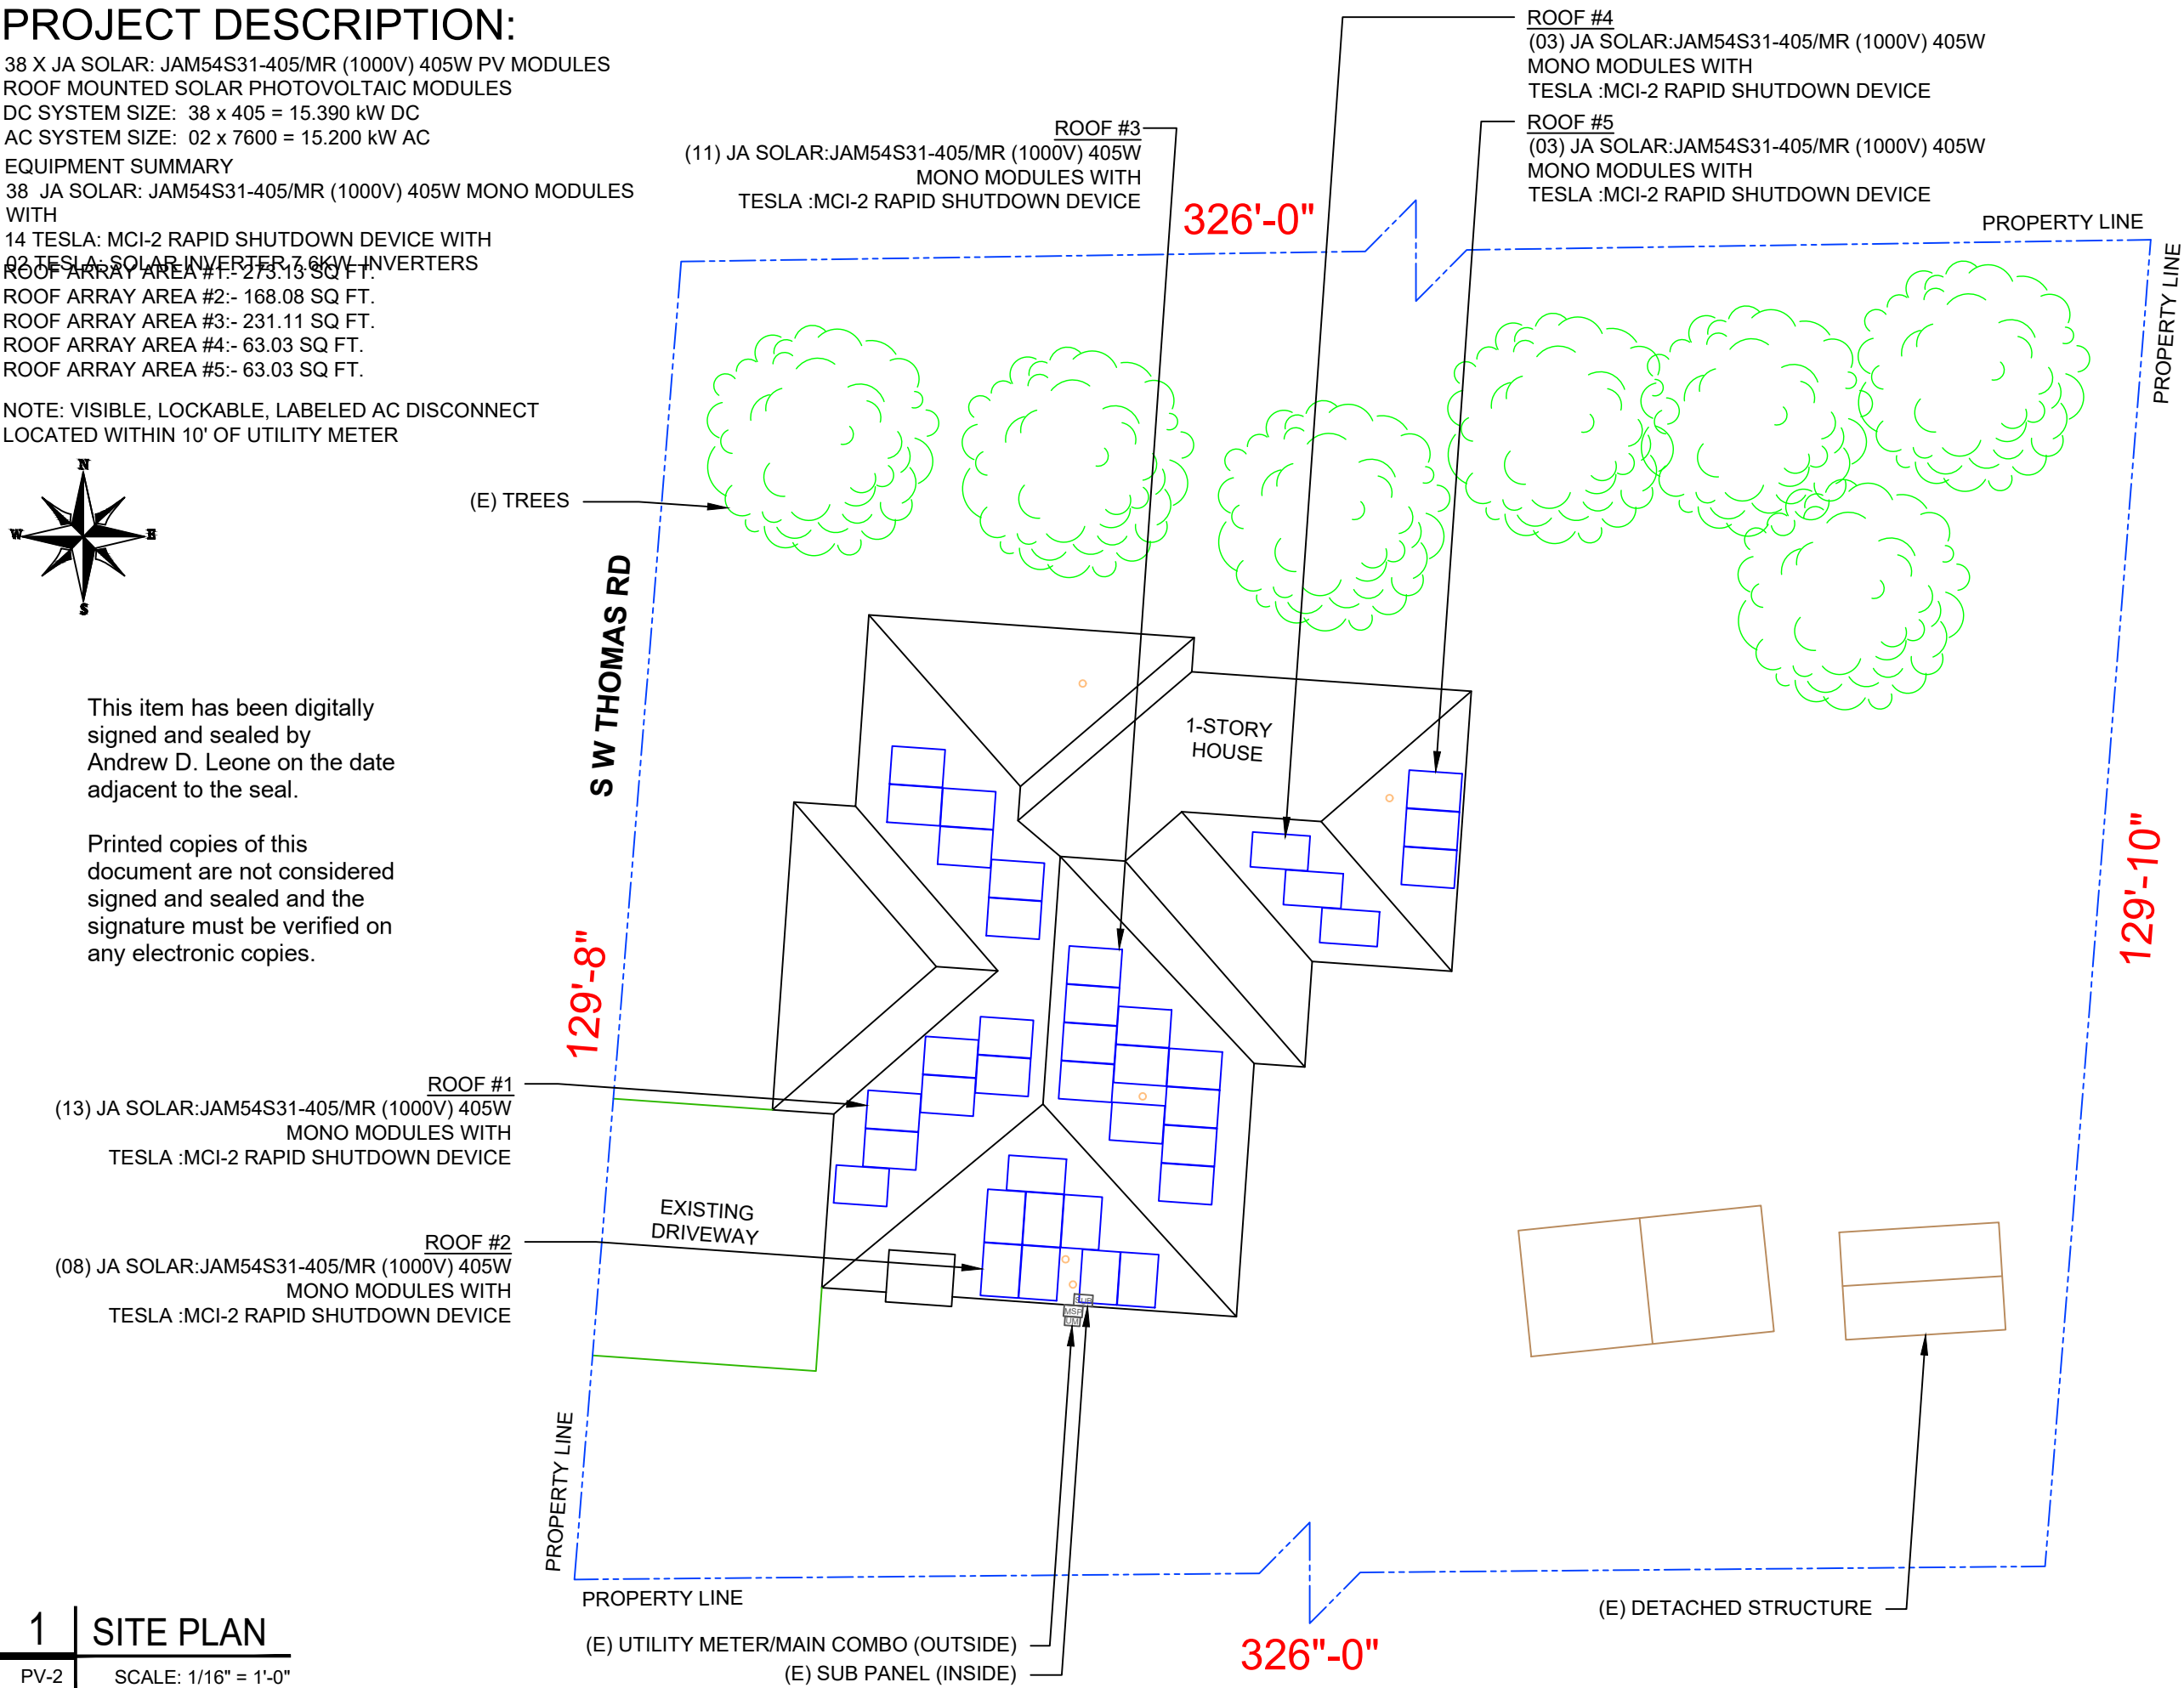 PROJECT DESCRIPTION:
38 X JA SOLAR: JAM54S31-405/MR (1000V) 405W PV MODULES
ROOF MOUNTED SOLAR PHOTOVOLTAIC MODULES
DC SYSTEM SIZE: 38 x 405 = 15.390 kW DC
AC SYSTEM SIZE: 02 x 7600 = 15.200 kW AC
EQUIPMENT SUMMARY
38 JA SOLAR: JAM54S31-405/MR (1000V) 405W MONO MODULES
WITH
14 TESLA: MCI-2 RAPID SHUTDOWN DEVICE WITH
02 TESLA: SOLAR INVERTER 7.6KW INVERTERS
ROOF ARRAY AREA #1:- 273.13 SQ FT.
ROOF ARRAY AREA #2:- 168.08 SQ FT.
ROOF ARRAY AREA #3:- 231.11 SQ FT.
ROOF ARRAY AREA #4:- 63.03 SQ FT.
ROOF ARRAY AREA #5:- 63.03 SQ FT.
NOTE: VISIBLE, LOCKABLE, LABELED AC DISCONNECT
LOCATED WITHIN 10' OF UTILITY METER
N
W
E
S
This item has been digitally
signed and sealed by
Andrew D. Leone on the date
adjacent to the seal.
Printed copies of this
document are not considered
signed and sealed and the
signature must be verified on
any electronic copies.
ROOF #3
(11) JA SOLAR:JAM54S31-405/MR (1000V) 405W
MONO MODULES WITH
TESLA :MCI-2 RAPID SHUTDOWN DEVICE
ROOF #4
(03) JA SOLAR:JAM54S31-405/MR (1000V) 405W
MONO MODULES WITH
TESLA :MCI-2 RAPID SHUTDOWN DEVICE
ROOF #5
(03) JA SOLAR:JAM54S31-405/MR (1000V) 405W
MONO MODULES WITH
TESLA :MCI-2 RAPID SHUTDOWN DEVICE
326'-0"
PROPERTY LINE
PROPERTY LINE
(E) TREES
S W THOMAS RD
1-STORY
HOUSE
129'-8"
129'-10"
ROOF #1
(13) JA SOLAR:JAM54S31-405/MR (1000V) 405W
MONO MODULES WITH
TESLA :MCI-2 RAPID SHUTDOWN DEVICE
EXISTING
DRIVEWAY
ROOF #2
(08) JA SOLAR:JAM54S31-405/MR (1000V) 405W
MONO MODULES WITH
TESLA :MCI-2 RAPID SHUTDOWN DEVICE
SUB
MSP
UM
PROPERTY LINE
PROPERTY LINE
(E) DETACHED STRUCTURE
(E) UTILITY METER/MAIN COMBO (OUTSIDE)
(E) SUB PANEL (INSIDE)
326"-0"
1
SITE PLAN
PV-2
SCALE: 1/16" = 1'-0"